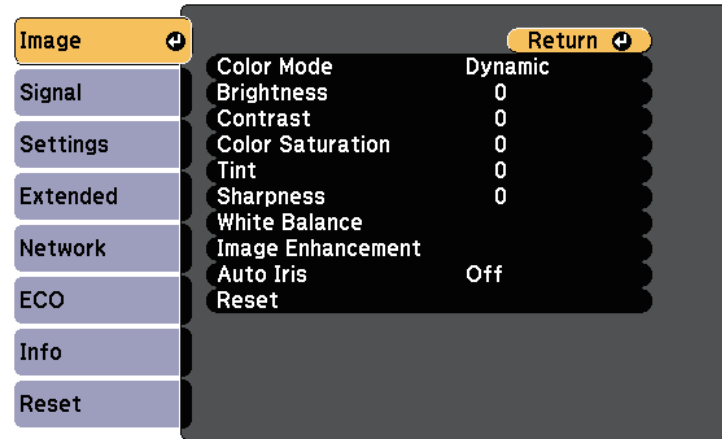 Image
Signal
Settings
Extended
Network
ECO
Info
Reset
Return
Color Mode Dynamic
Brightness 0
Contrast 0
Color Saturation 0
Tint 0
Sharpness 0
White Balance
Image Enhancement
Auto Iris Off
Reset